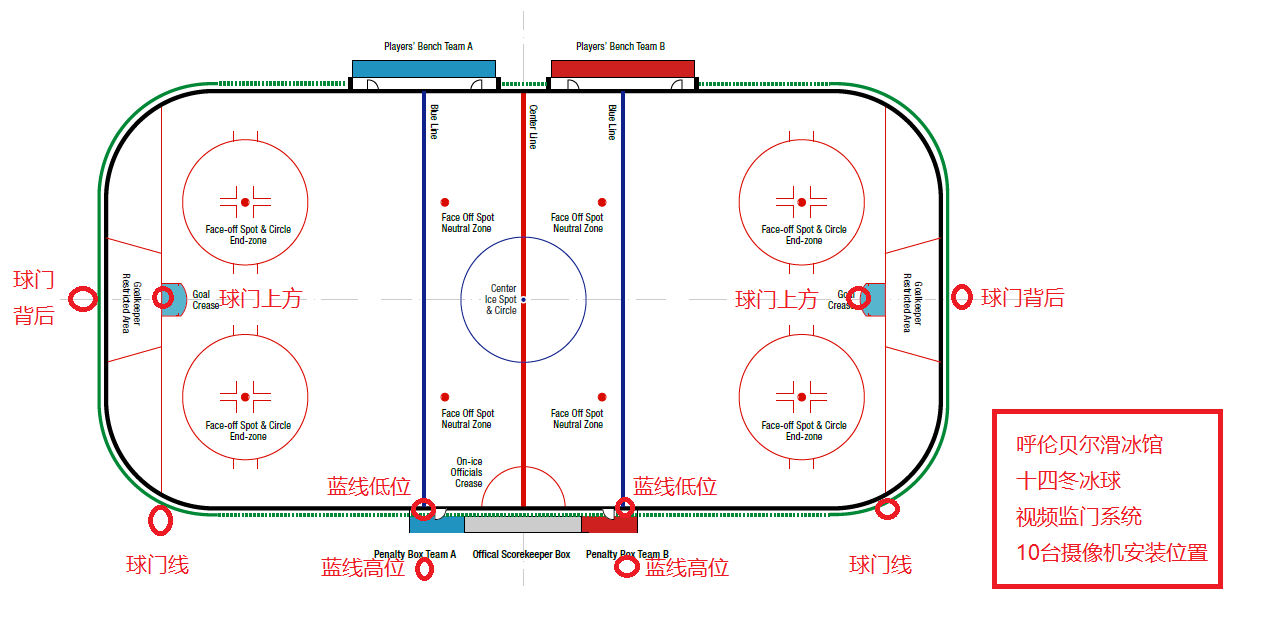 Players' Bench Team A
Players' Bench Team B
Blue Line
Center Line
Blue Line
Face Off Spot
Neutral Zone
Face Off Spot
Neutral Zone
Face-off Spot & Circle
End-zone
Face-off Spot & Circle
End-zone
球门
背后
Goalkeeper
Restricted Area
Goal
Crease
球门上方
Center
Ice Spot
& Circle
球门上方
Goal
Crease
Goalkeeper
Restricted Area
球门背后
Face Off Spot
Neutral Zone
Face Off Spot
Neutral Zone
Face-off Spot & Circle
End-zone
Face-off Spot & Circle
End-zone
On-ice
Officials
Crease
蓝线低位
蓝线低位
Penalty Box Team A
Offical Scorekeeper Box
Penalty Box Team B
球门线
蓝线高位
蓝线高位
球门线
呼伦贝尔滑冰馆
十四冬冰球
视频监门系统
10台摄像机安装位置